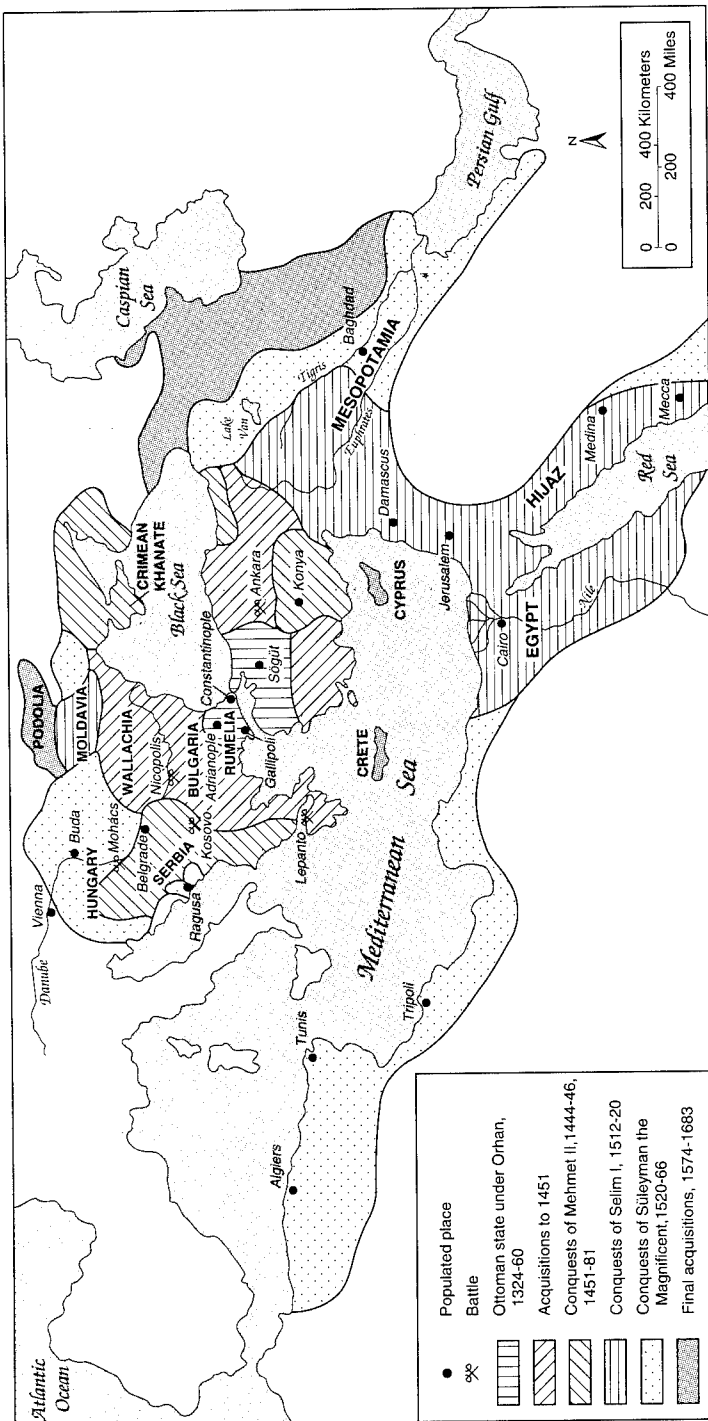 Atlantic
Ocean
Vienna
Danube
Buda
Mohács
HUNGARY
Belgrade
SERBIA
Kosovo
Ragusa
PODOLIA
MOLDAVIA
WALLACHIA
Nicopolis
BULGARIA
Adrianople
RUMELIA
Gallipoli
Lepanto
Constantinople
CRIMEAN
KHANATE
Black Sea
Sögüt
Ankara
Konya
Caspian
Sea
Lake
Van
Tigris
Baghdad
MESOPOTAMIA
Euphrates
Damascus
Jerusalem
CYPRUS
CRETE
Mediterranean
Sea
Algiers
Tunis
Tripoli
Cairo
EGYPT
Nile
HIJAZ
Medina
Mecca
Red
Sea
Persian Gulf
N
0 200 400 Kilometers
0 200 400 Miles
Populated place
Battle
Ottoman state under Orhan,
1324-60
Acquisitions to 1451
Conquests of Mehmet II,1444-46,
1451-81
Conquests of Selim I, 1512-20
Conquests of Süleyman the
Magnificent,1520-66
Final acquisitions, 1574-1683